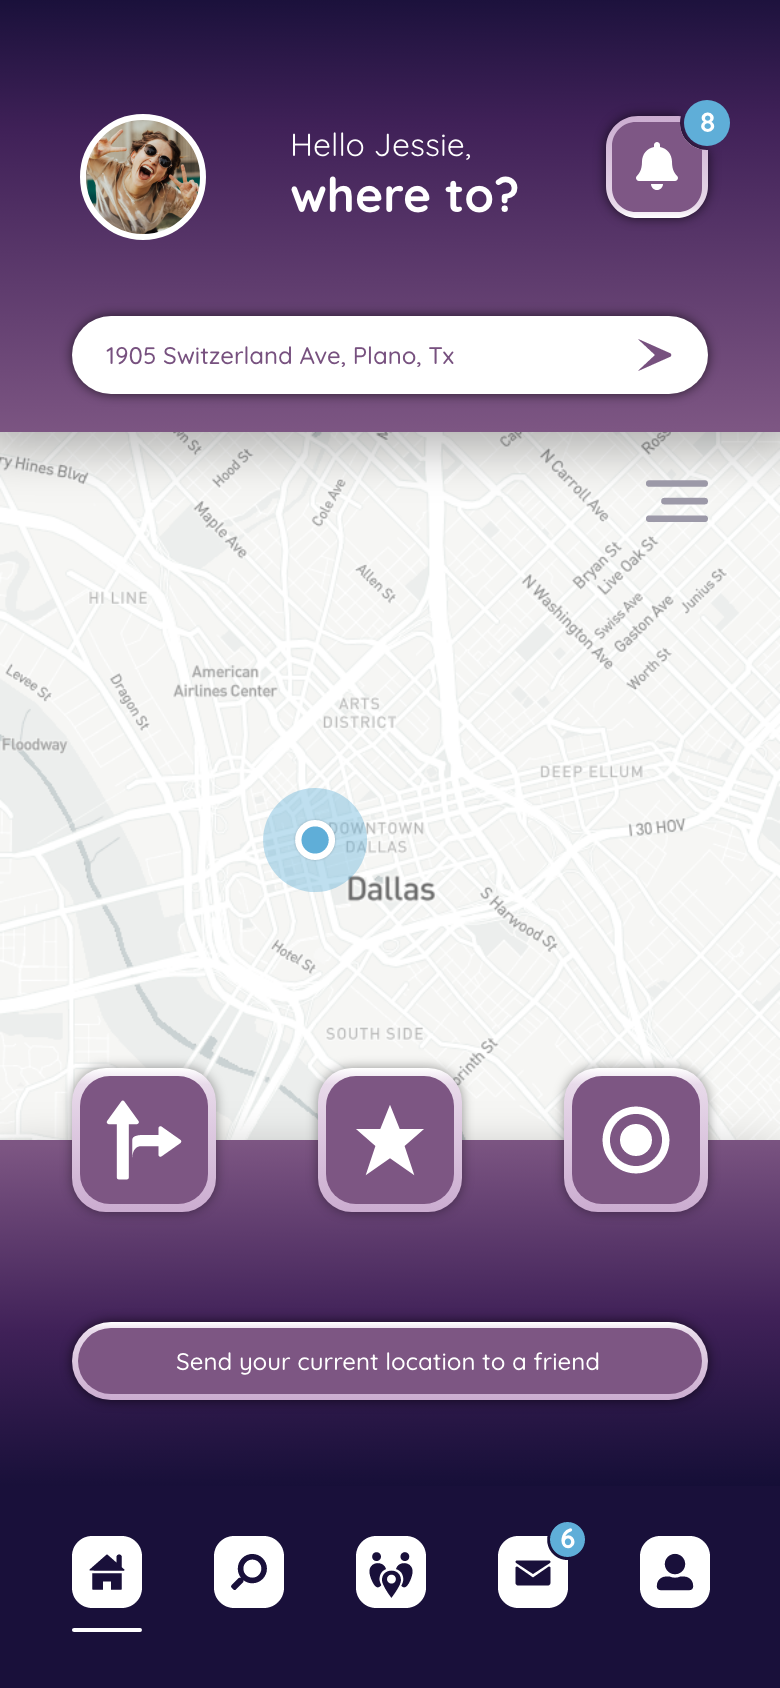 Hello Jessie,
8
where to?
1905 Switzerland Ave, Plano, Tx
Hood St
N Carroll Ave
Hines Blvd
Cole Ave
Maple Ave
Bryan St
Live Oak St
Allen St
Junius St
HI LINE
N Washington Ave
Swiss Ave
Gaston Ave
Worth St
American
Airlines Center
Levee St
Dragon St
ARTS
DISTRICT
Floodway
DEEP ELLUM
I 30 HOV
DOWNTOWN
DALLAS
Dallas
S Harwood St
Hotel St
SOUTH SIDE
Send your current location to a friend
6